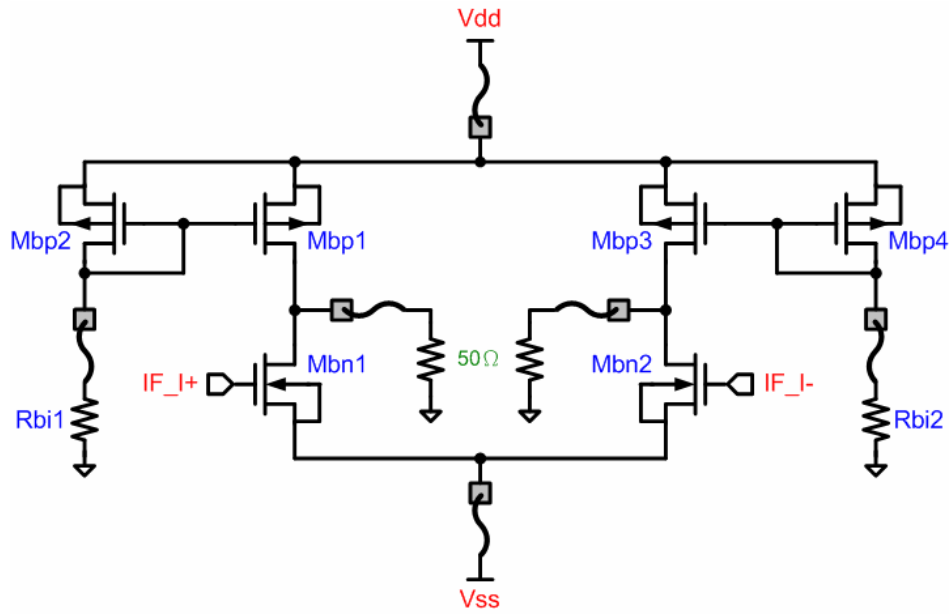 Vdd
Mbp2
Mbp1
Mbp3
Mbp4
IF_I+
Mbn1
50Ω
Mbn2
IF_I-
Rbi1
Rbi2
Vss